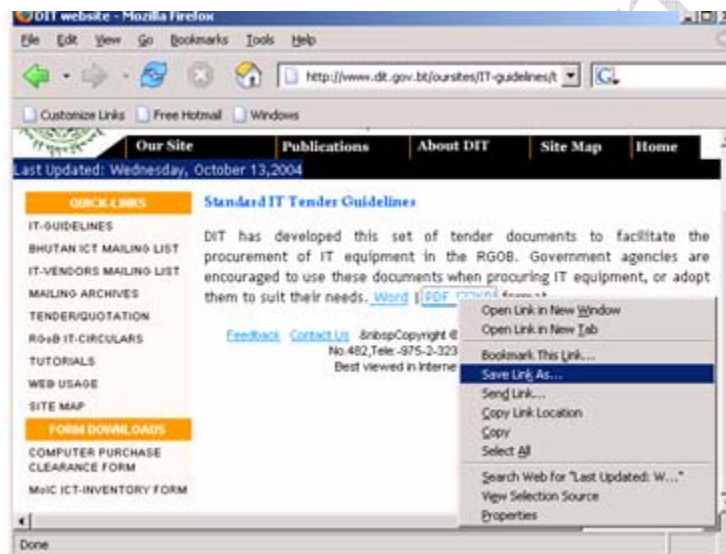 DIT website - Mozilla Firefox
File Edit View Go Bookmarks Tools Help
http://www.dit.gov.bt/oursites/IT-guidelines/t
Customize Links Free Hotmail Windows
Our Site Publications About DIT Site Map Home
Last Updated: Wednesday, October 13,2004
QUICK-LINKS
IT-GUIDELINES
BHUTAN ICT MAILING LIST
IT-VENDORS MAILING LIST
MAILING ARCHIVES
TENDER/QUOTATION
RGoB IT-CIRCULARS
TUTORIALS
WEB USAGE
SITE MAP
FORM DOWNLOADS
COMPUTER PURCHASE
CLEARANCE FORM
MoIC ICT-INVENTORY FORM
Standard IT Tender Guidelines
DIT has developed this set of tender documents to facilitate the
procurement of IT equipment in the RGOB. Government agencies are
encouraged to use these documents when procuring IT equipment, or adopt
them to suit their needs. Word | PDF format
Feedback Contact Us &nbspCopyright ©
No.482,Tele:-975-2-323
Best viewed in Interne
Open Link in New Window
Open Link in New Tab
Bookmark This Link...
Save Link As...
Send Link...
Copy Link Location
Copy
Select All
Search Web for "Last Updated: W..."
View Selection Source
Properties
Done